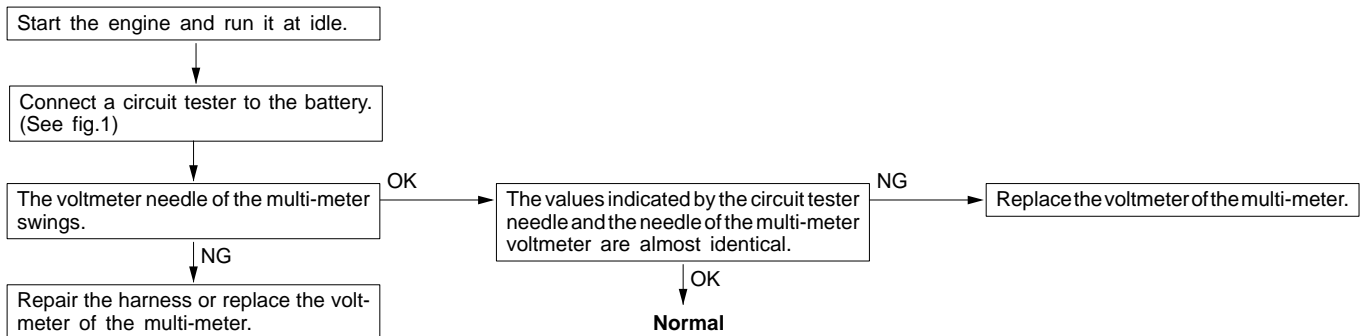 Start the engine and run it at idle.
Connect a circuit tester to the battery.
(See fig.1)
The voltmeter needle of the multi-meter
swings.
OK
The values indicated by the circuit tester
needle and the needle of the multi-meter
voltmeter are almost identical.
NG
Replace the voltmeter of the multi-meter.
NG
Repair the harness or replace the volt-
meter of the multi-meter.
OK
Normal